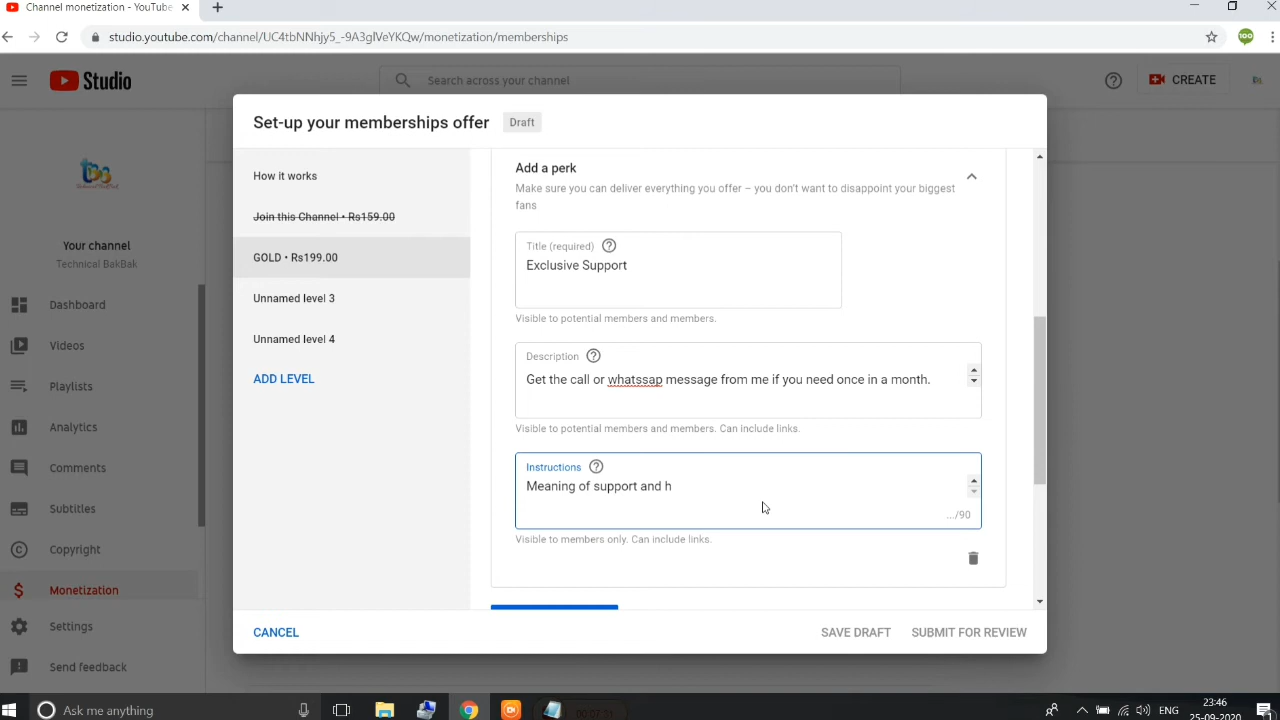 Channel monetization - YouTube
studio.youtube.com/channel/UC4tbNNhjy5_-9A3glVeYKQw/monetization/memberships
100
Studio
Search across your channel
CREATE
Set-up your memberships offer
Draft
How it works
Join this Channel • Rs159.00
GOLD • Rs199.00
Unnamed level 3
Unnamed level 4
ADD LEVEL
Your channel
Technical BakBak
Dashboard
Videos
Playlists
Analytics
Comments
Subtitles
Copyright
Monetization
Settings
Send feedback
Add a perk
Make sure you can deliver everything you offer – you don't want to disappoint your biggest
fans
Title (required)
Exclusive Support
Visible to potential members and members.
Description
Get the call or whatssap message from me if you need once in a month.
Visible to potential members and members. Can include links.
Instructions
Meaning of support and h
.../90
Visible to members only. Can include links.
CANCEL
SAVE DRAFT
SUBMIT FOR REVIEW
Ask me anything
ENG
23:46
25-09-2020